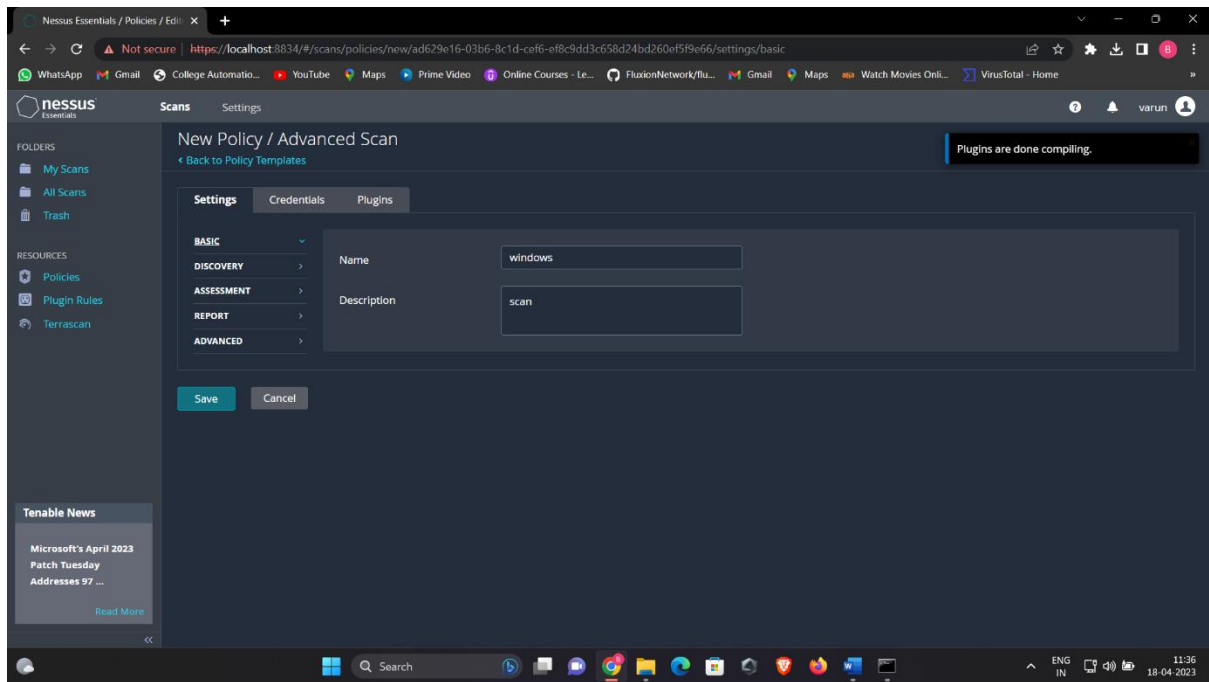 Nessus Essentials / Policies / Edit
Not secure | https://localhost:8834/#/scans/policies/new/ad629e16-03b6-8c1d-cef6-ef8c9dd3c658d24bd260ef5f9e66/settings/basic
B
WhatsApp Gmail College Automatio... YouTube Maps Prime Video Online Courses - Le... FluxionNetwork/flu... Gmail Maps Watch Movies Onli... VirusTotal - Home »
nessus Essentials Scans Settings varun
FOLDERS
My Scans
All Scans
Trash
RESOURCES
Policies
Plugin Rules
Terrascan
New Policy / Advanced Scan
Back to Policy Templates
Plugins are done compiling.
Settings Credentials Plugins
BASIC
DISCOVERY
ASSESSMENT
REPORT
ADVANCED
Name windows
Description scan
Save Cancel
Tenable News
Microsoft's April 2023
Patch Tuesday
Addresses 97 ...
Read More
Search
ENG
IN
11:36
18-04-2023